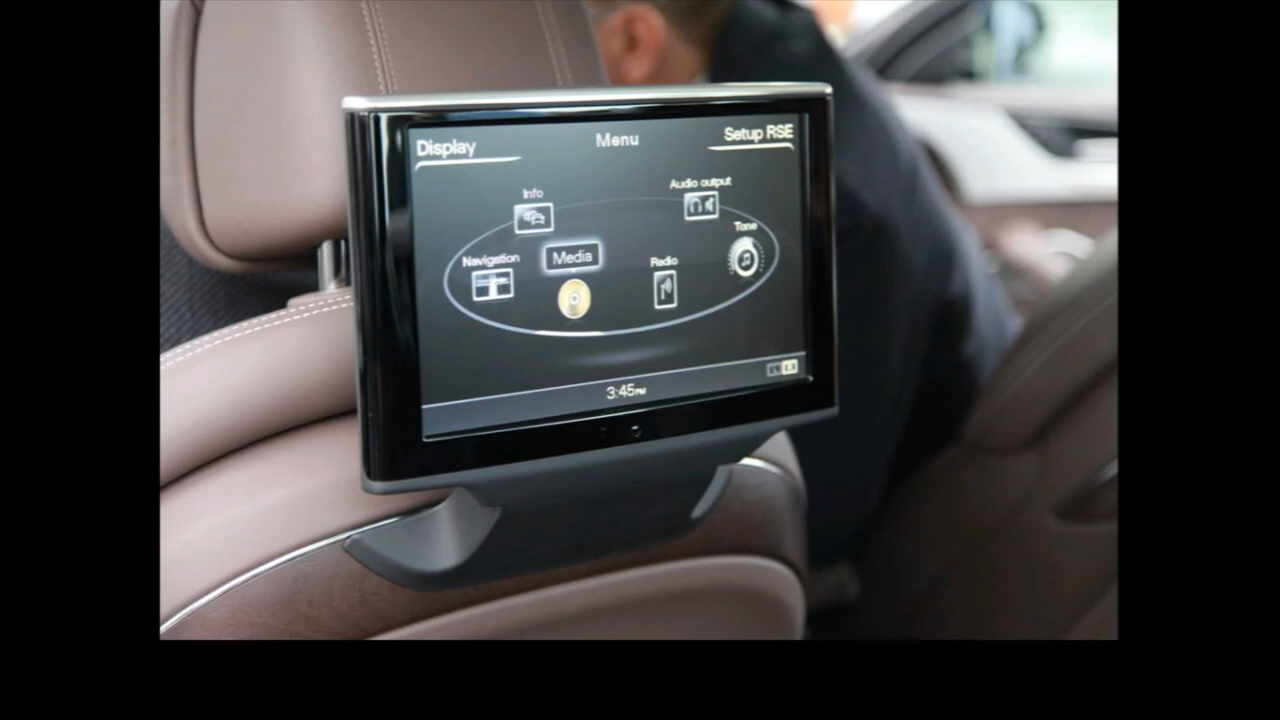 Display
Menu
Setup RSE
Info
Audio output
Tone
Navigation
Media
Radio
3:45PM